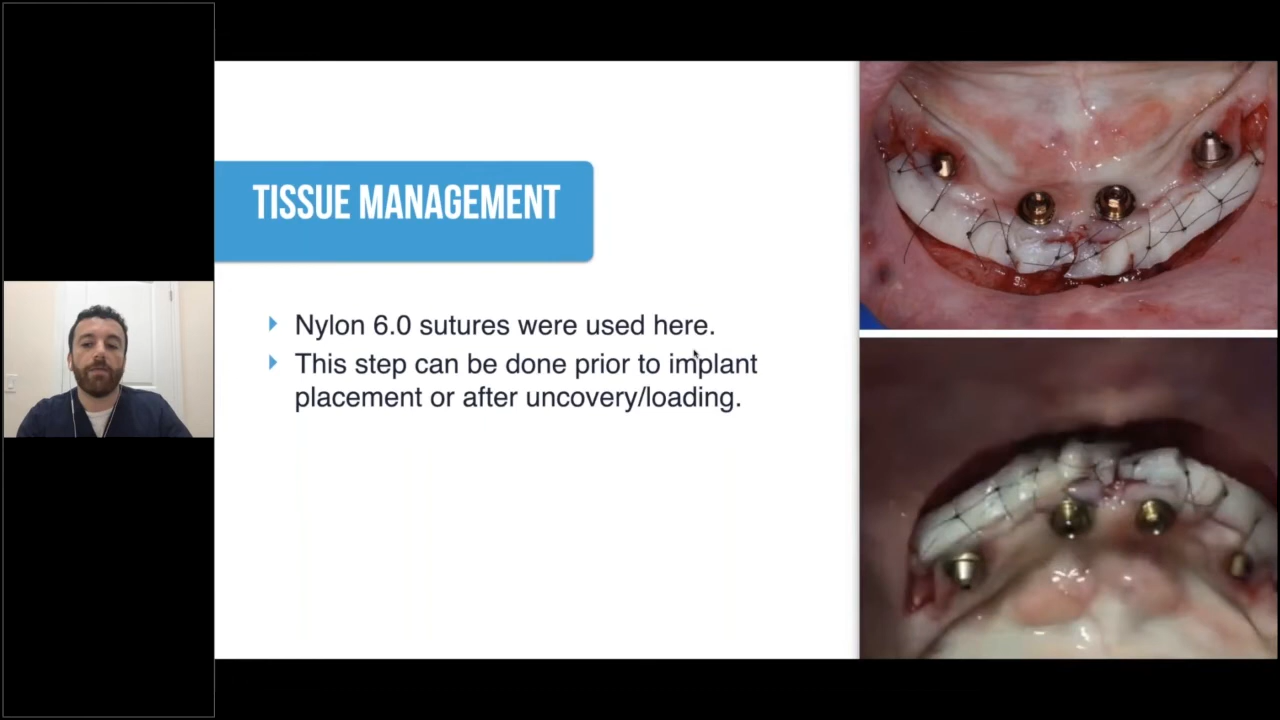 TISSUE MANAGEMENT
Nylon 6.0 sutures were used here.
This step can be done prior to implant
placement or after uncovery/loading.